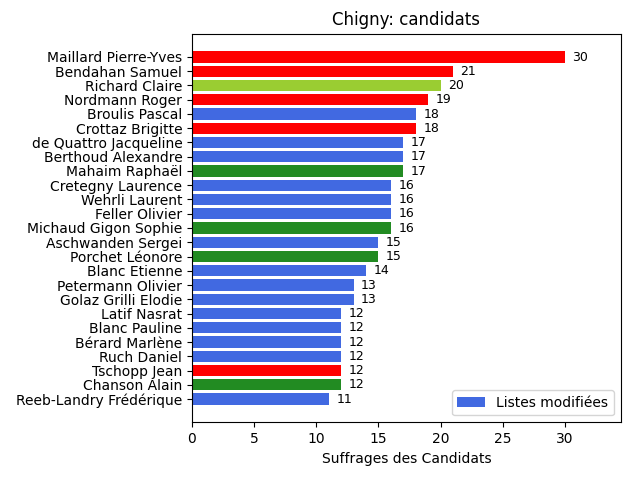 Chigny: candidats
Maillard Pierre-Yves 30
Bendahan Samuel 21
Richard Claire 20
Nordmann Roger 19
Broulis Pascal 18
Crottaz Brigitte 18
de Quattro Jacqueline 17
Berthoud Alexandre 17
Mahaim Raphaël 17
Cretegny Laurence 16
Wehrli Laurent 16
Feller Olivier 16
Michaud Gigon Sophie 16
Aschwanden Sergei 15
Porchet Léonore 15
Blanc Etienne 14
Petermann Olivier 13
Golaz Grilli Elodie 13
Latif Nasrat 12
Blanc Pauline 12
Bérard Marlène 12
Ruch Daniel 12
Tschopp Jean 12
Chanson Alain 12
Reeb-Landry Frédérique 11
Listes modifiées
0 5 10 15 20 25 30
Suffrages des Candidats